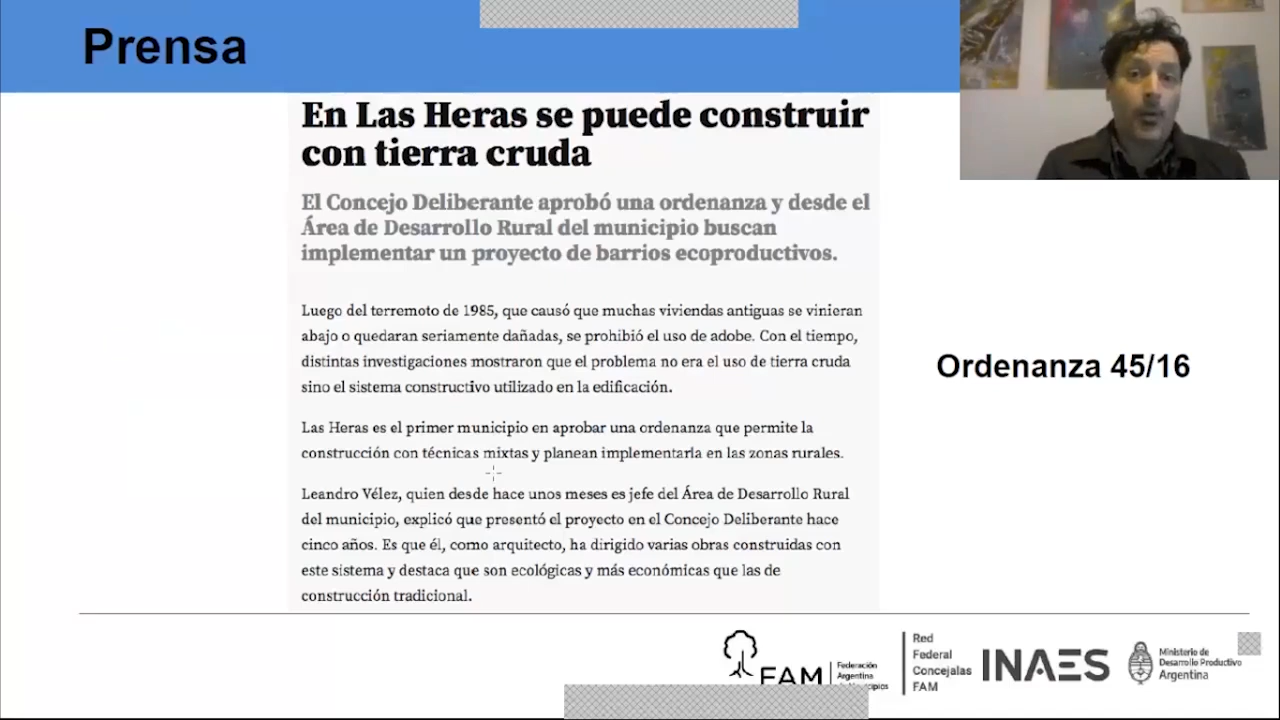 Prensa
En Las Heras se puede construir
con tierra cruda
El Concejo Deliberante aprobó una ordenanza y desde el
Área de Desarrollo Rural del municipio buscan
implementar un proyecto de barrios ecoproductivos.
Luego del terremoto de 1985, que causó que muchas viviendas antiguas se vinieran
abajo o quedaran seriamente dañadas, se prohibió el uso de adobe. Con el tiempo,
distintas investigaciones mostraron que el problema no era el uso de tierra cruda
sino el sistema constructivo utilizado en la edificación.
Las Heras es el primer municipio en aprobar una ordenanza que permite la
construcción con técnicas mixtas y planean implementarla en las zonas rurales.
Leandro Vélez, quien desde hace unos meses es jefe del Área de Desarrollo Rural
del municipio, explicó que presentó el proyecto en el Concejo Deliberante hace
cinco años. Es que él, como arquitecto, ha dirigido varias obras construidas con
este sistema y destaca que son ecológicas y más económicas que las de
construcción tradicional.
Ordenanza 45/16
FAM
Federación
Argentina
Red
Federal
Concejalas
FAM
INAES
Ministerio de
Desarrollo Productivo
Argentina